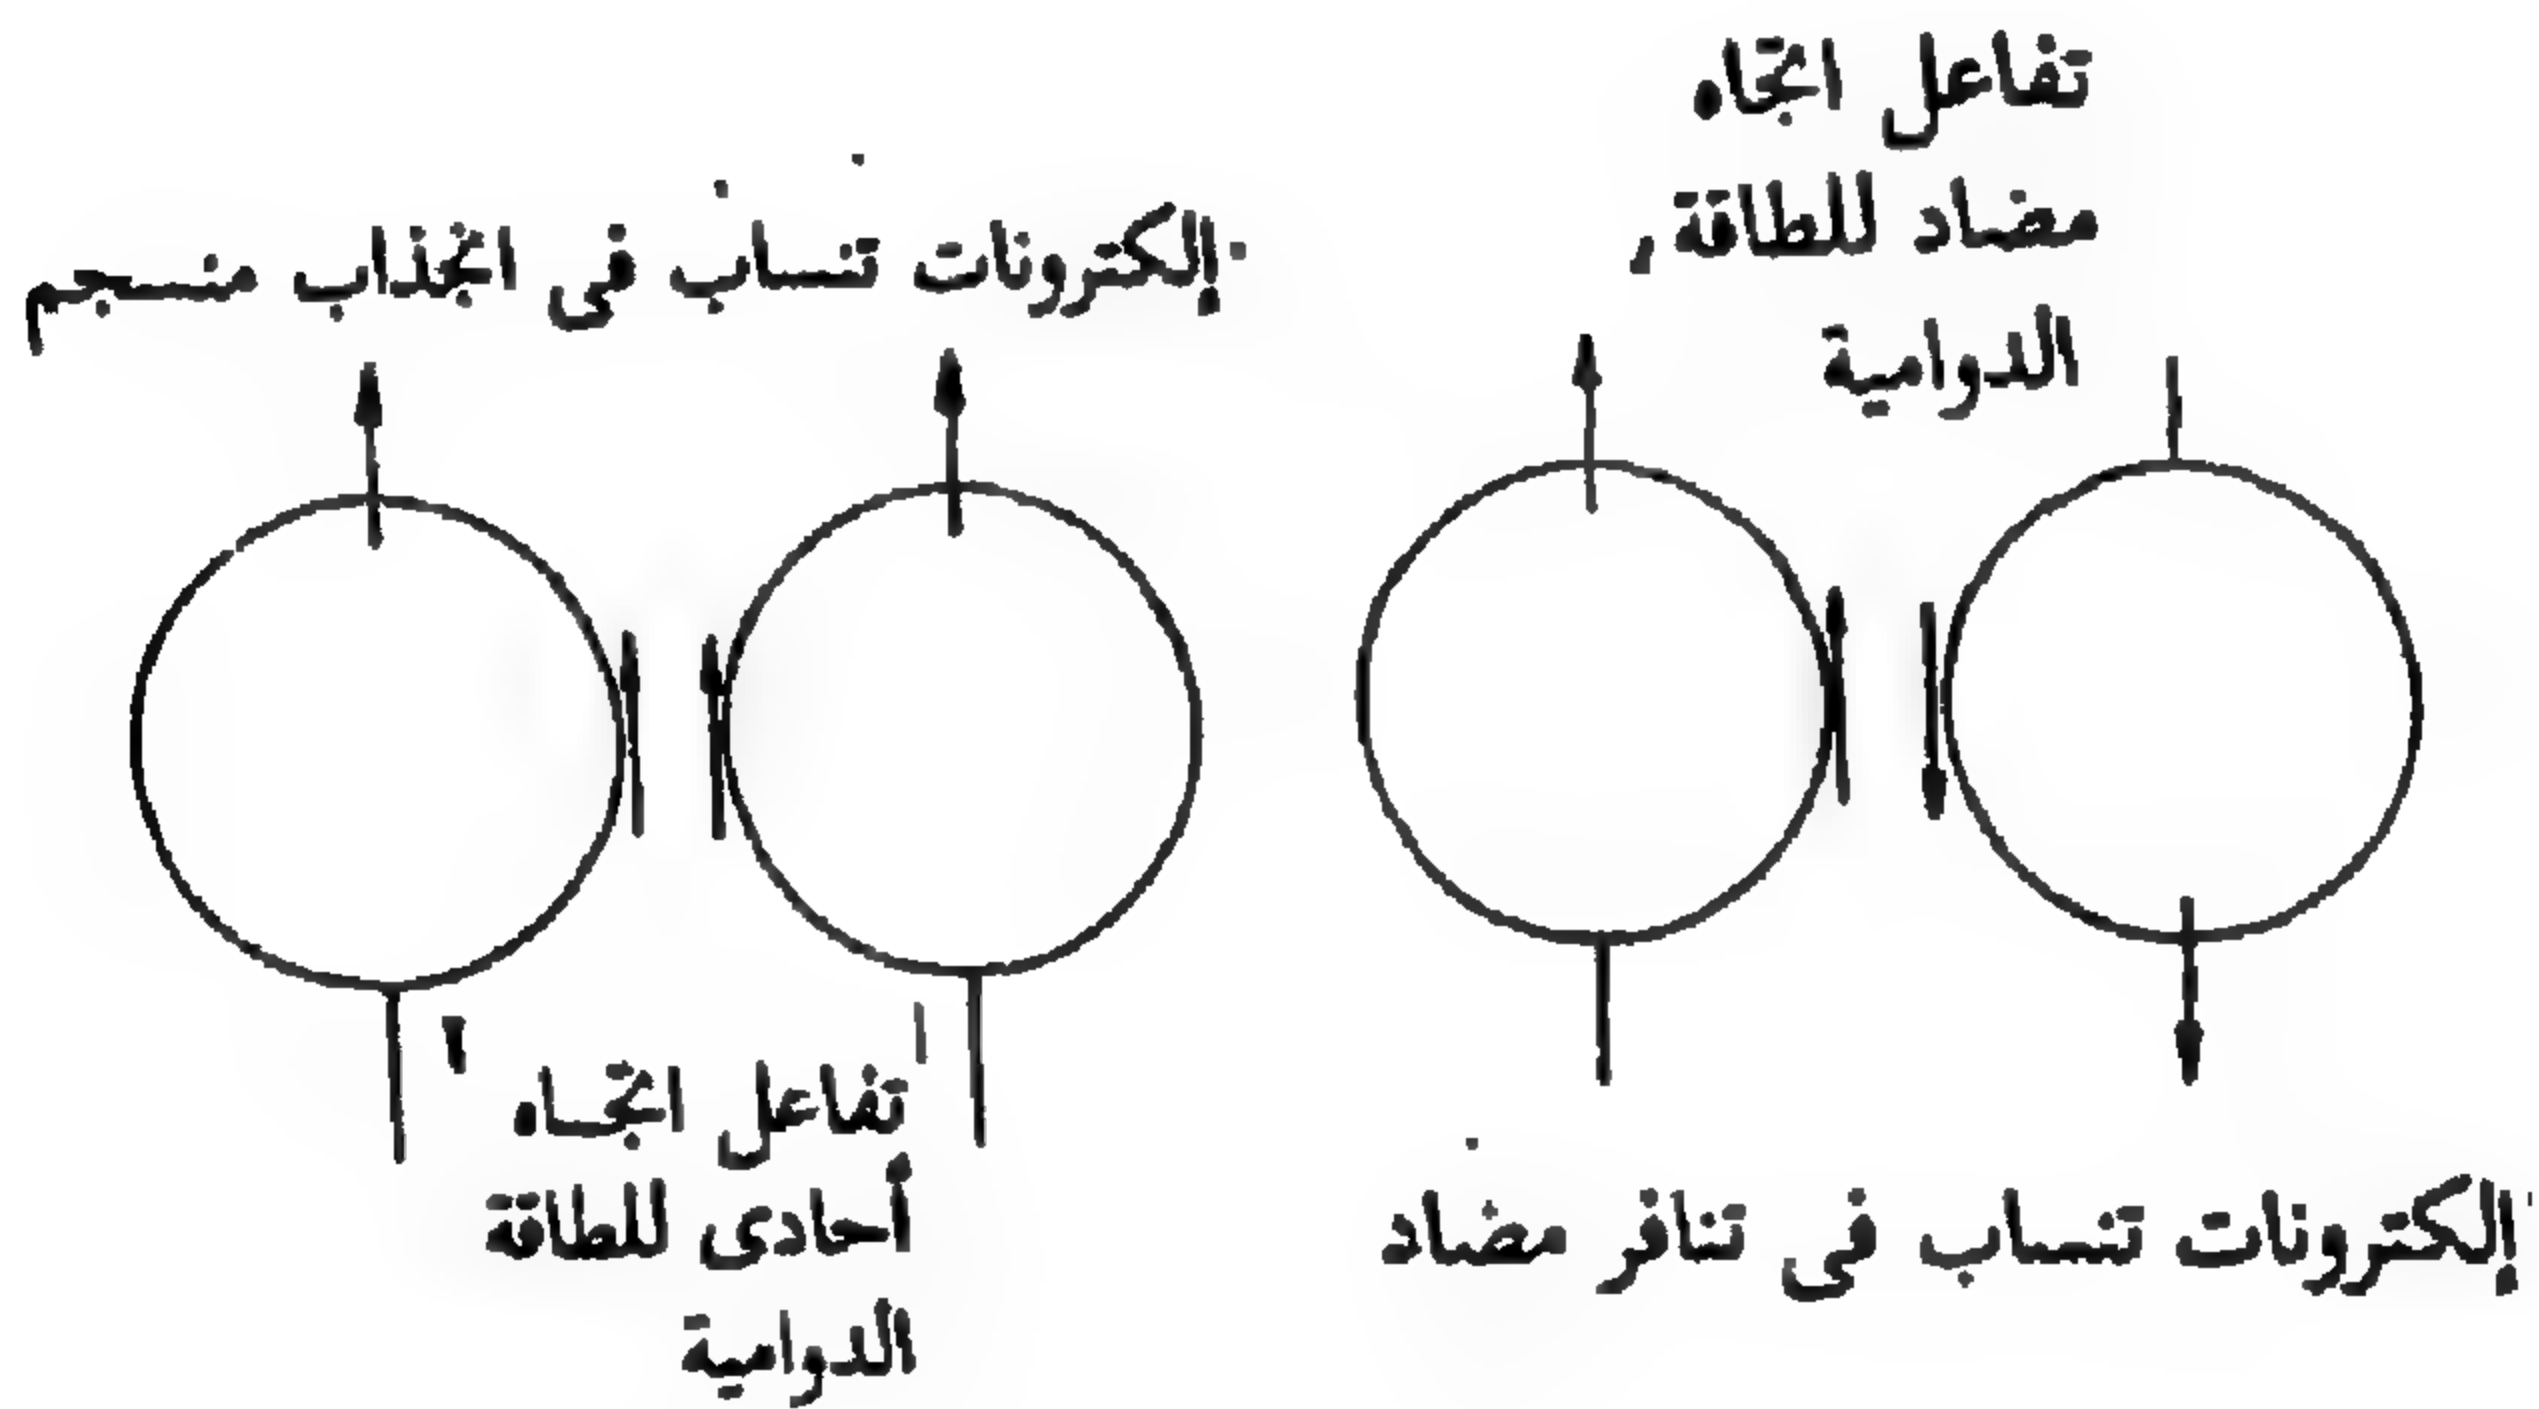 تفاعل اتجاه
مضاد للطاقة
الدوامية
إلكترونات تنساب فى تنافر مضاد
إلكترونات تنساب فى انجذاب منسجم
تفاعل اتجاه
أحادى للطاقة
الدوامية